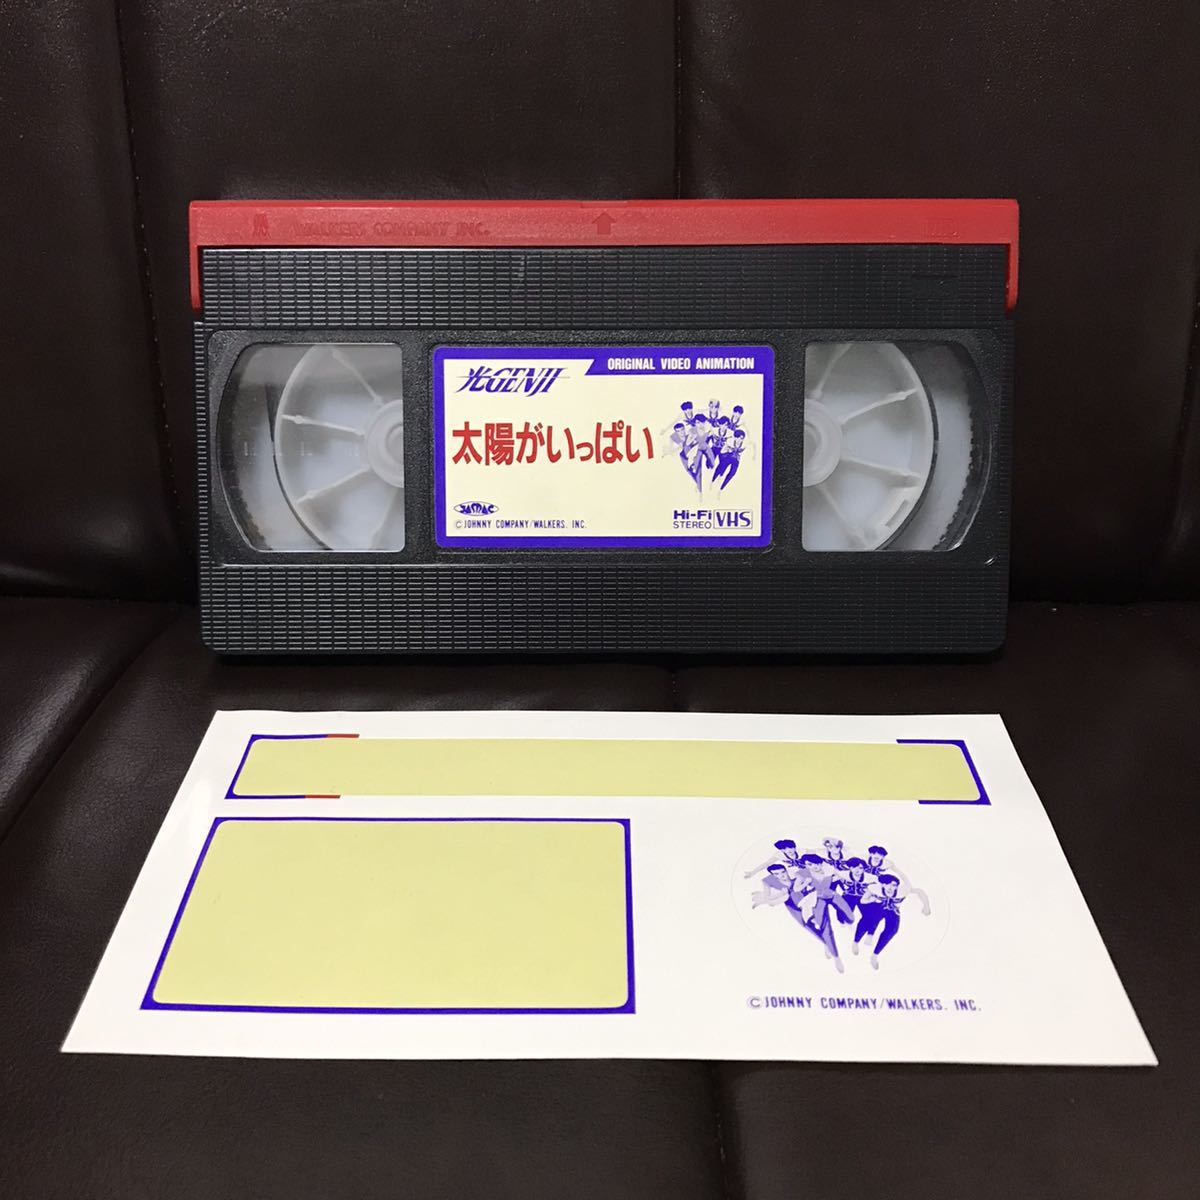 WALKERS COMPANY INC.
光GENJI
ORIGINAL VIDEO ANIMATION
太陽がいっぱい
JASRAC
Hi-Fi
STEREO VHS
© JOHNNY COMPANY/WALKERS. INC.
© JOHNNY COMPANY/WALKERS. INC.